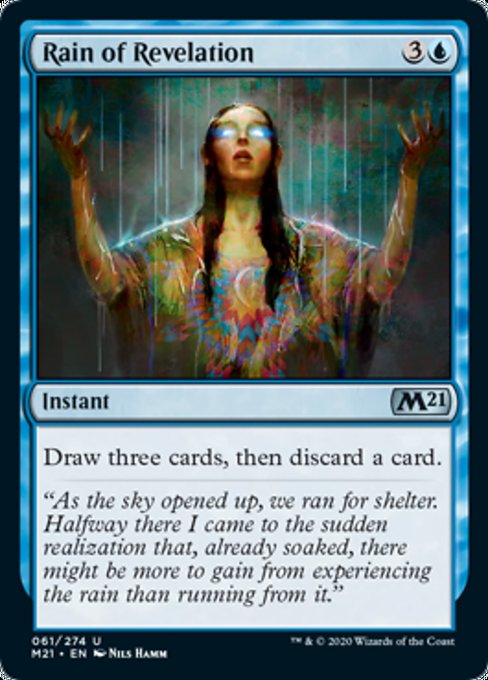 Rain of Revelation 3
Instant M21
Draw three cards, then discard a card.
“As the sky opened up, we ran for shelter.
Halfway there I came to the sudden
realization that, already soaked, there
might be more to gain from experiencing
the rain than running from it.”
061/274 U ™ & © 2020 Wizards of the Coast
M21 • EN Nils Hamm